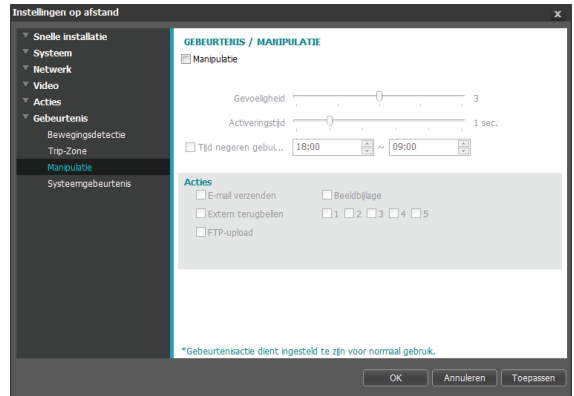 Instellingen op afstand
x
Snelle installatie
Systeem
Netwerk
Video
Acties
Gebeurtenis
Bewegingsdetectie
Trip-Zone
Manipulatie
Systeemgebeurtenis
GEBEURTENIS / MANIPULATIE
Manipulatie
Gevoeligheid 3
Activeringstijd 1 sec.
Tijd negeren gebui... 18:00 ~ 09:00
Acties
E-mail verzenden Beeldbijlage
Extern terugbellen 1 2 3 4 5
FTP-upload
*Gebeurtenisactie dient ingesteld te zijn voor normaal gebruik.
OK Annuleren Toepassen